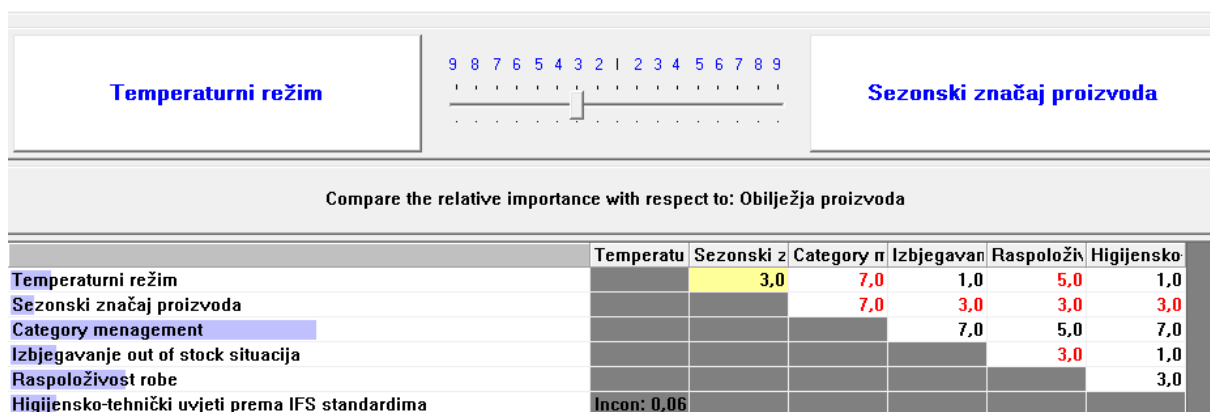 Temperaturni režim
9 8 7 6 5 4 3 2 | 2 3 4 5 6 7 8 9
Sezonski značaj proizvoda
Compare the relative importance with respect to: Obilježja proizvoda
Temperatu Sezonski z Category m Izbjegavan Raspoloživ Higijensko-
Temperaturni režim 3,0 7,0 1,0 5,0 1,0
Sezonski značaj proizvoda 7,0 3,0 3,0 3,0
Category menagement 7,0 5,0 7,0
Izbjegavanje out of stock situacija 3,0 1,0
Raspoloživost robe 3,0
Higijensko-tehnički uvjeti prema IFS standardima Incon: 0,06